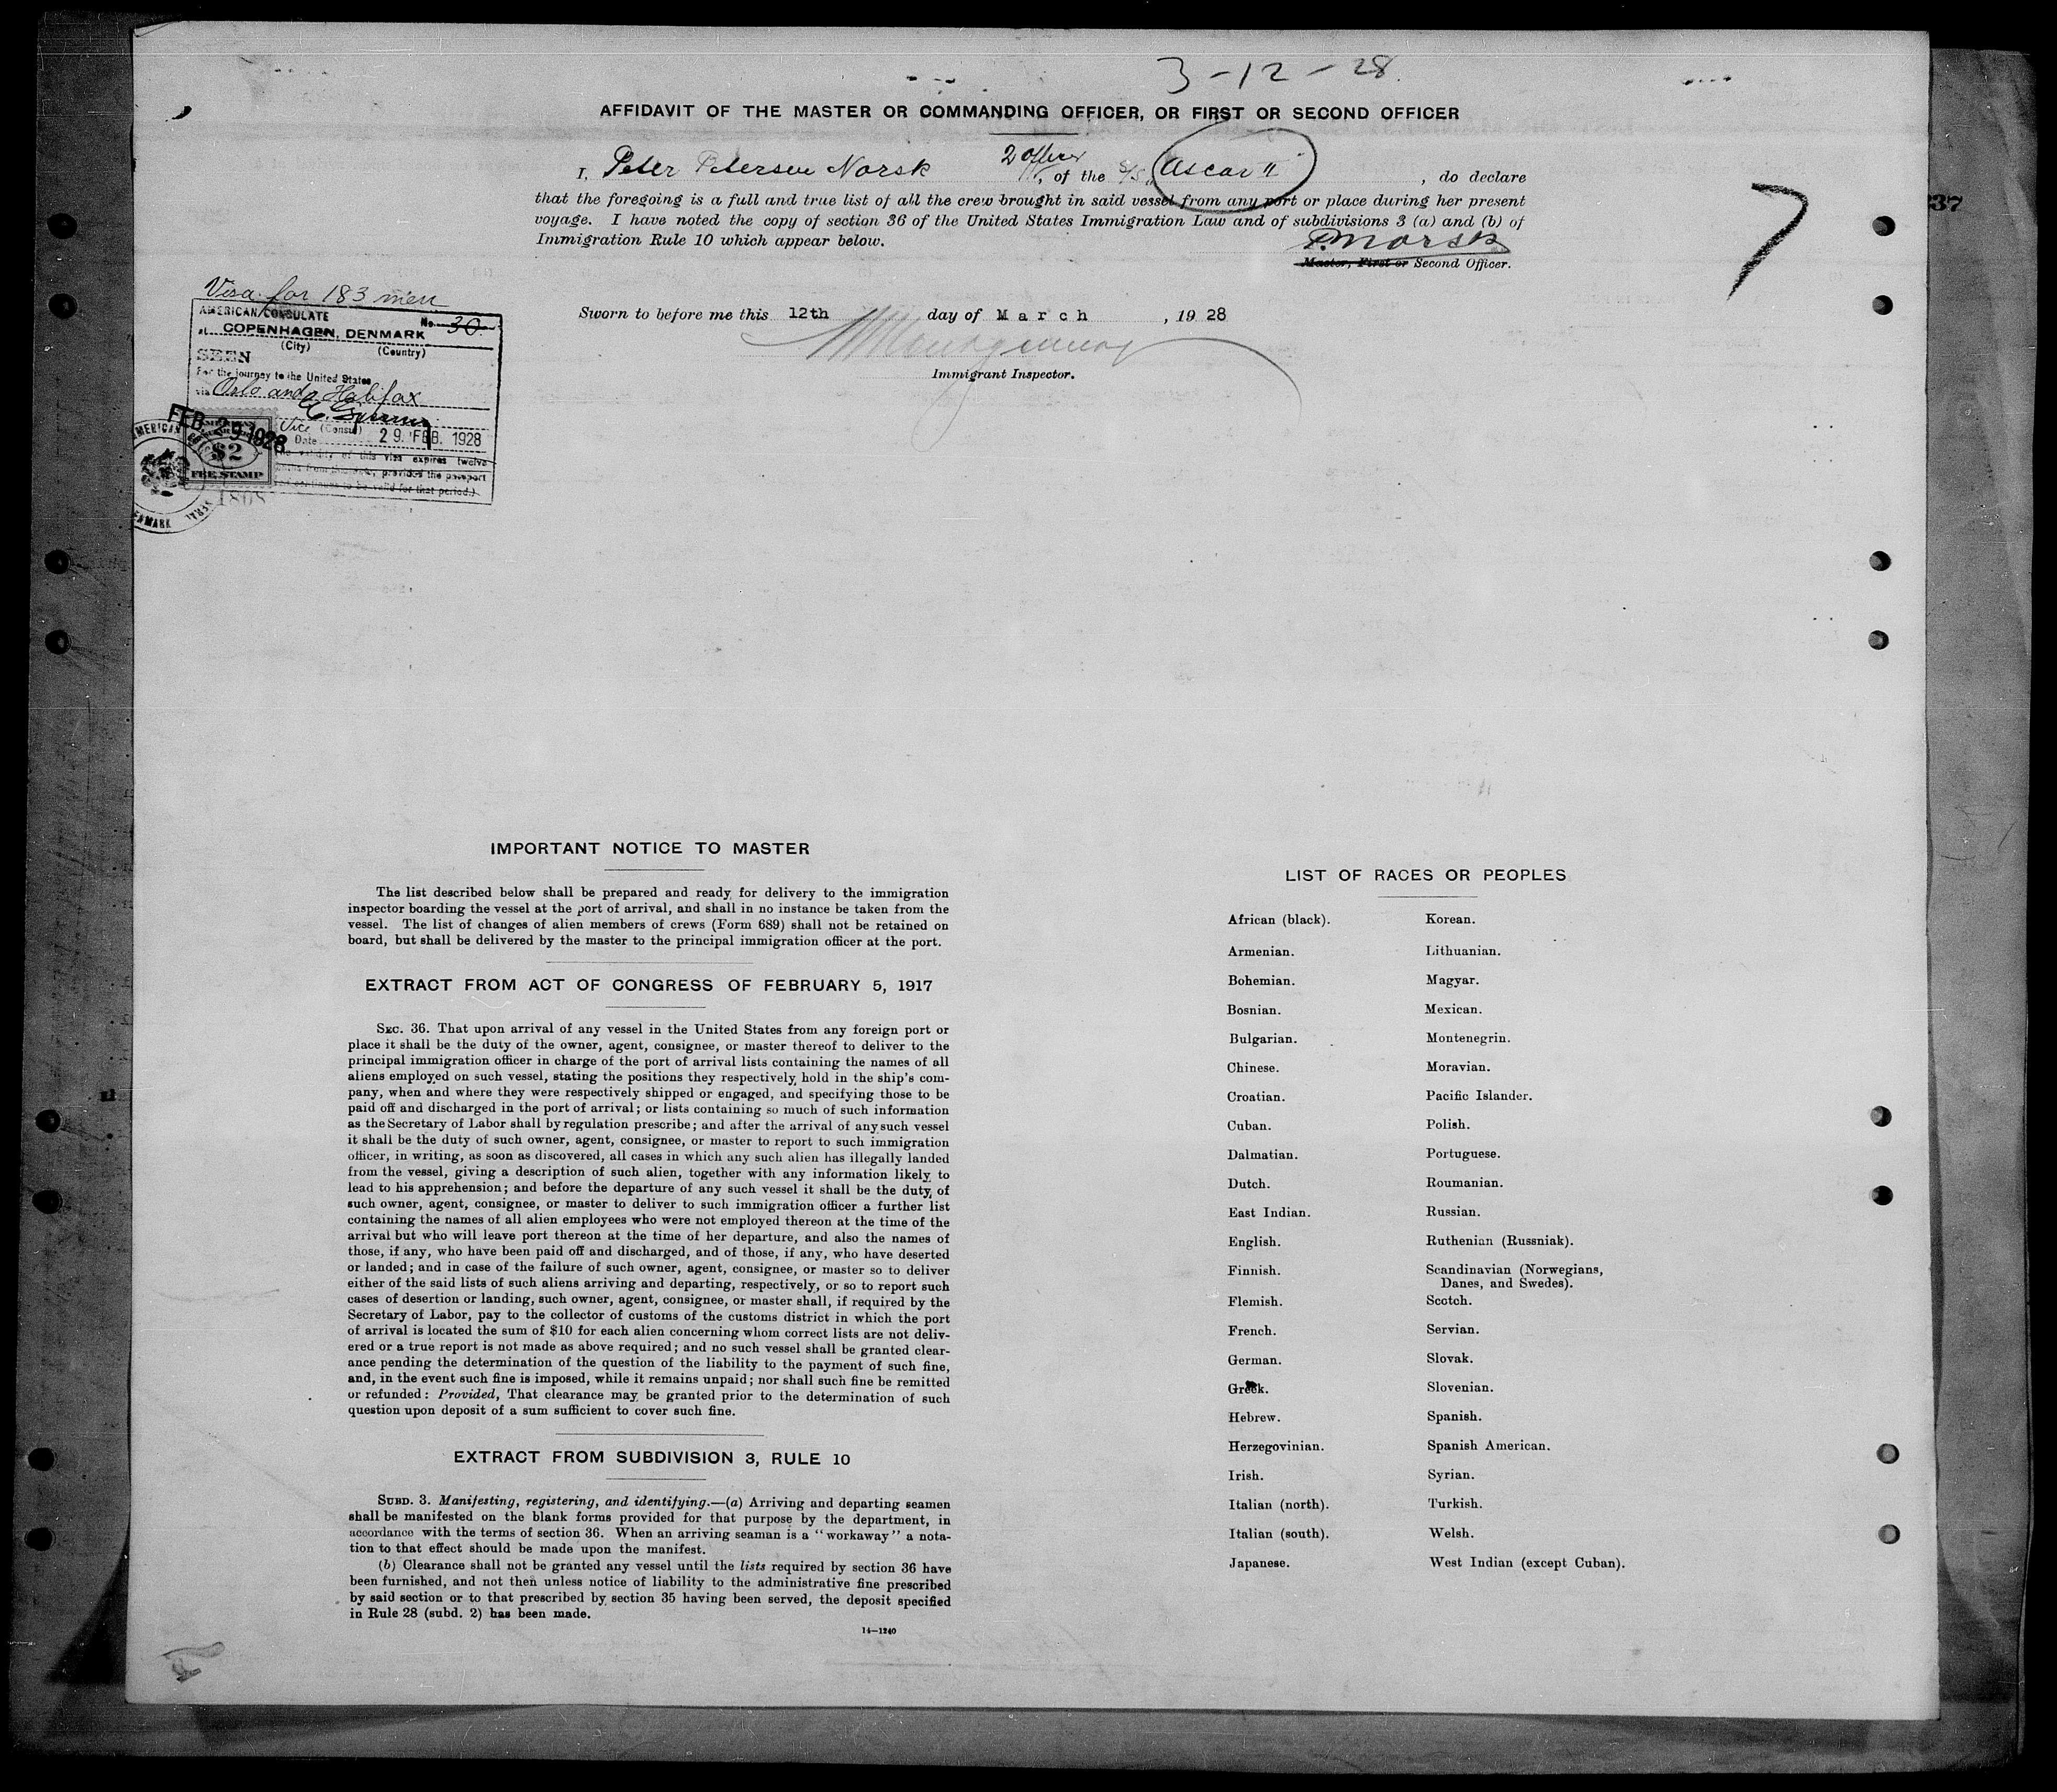 3-12-28.
AFFIDAVIT OF THE MASTER OR COMMANDING OFFICER, OR FIRST OR SECOND OFFICER
I, Peter Petersen Norsk 2 officer, of the S/S. "Oscar II", do declare
that the foregoing is a full and true list of all the crew brought in said vessel from any port or place during her present
voyage. I have noted the copy of section 36 of the United States Immigration Law and of subdivisions 3 (a) and (b) of
Immigration Rule 10 which appear below.
P. Norsk
Master, First or Second Officer.
7
37
Sworn to before me this 12th day of March, 1928
Immigrant Inspector.
Visa for 183 men
AMERICAN CONSULATE
No. 30
at COPENHAGEN, DENMARK
(City) (Country)
SEEN
For the journey to the United States
via Oslo and Halifax
Vice (Consul)
Date 29. FEB. 1928
FEB 29 1928
The validity of this visa expires twelve
months from this date, provided the passport
continues to be valid for that period.)
AMERICAN
$2
FEE STAMP
DENMARK
1868
IMPORTANT NOTICE TO MASTER
The list described below shall be prepared and ready for delivery to the immigration
inspector boarding the vessel at the port of arrival, and shall in no instance be taken from the
vessel. The list of changes of alien members of crews (Form 689) shall not be retained on
board, but shall be delivered by the master to the principal immigration officer at the port.
EXTRACT FROM ACT OF CONGRESS OF FEBRUARY 5, 1917
SEC. 36. That upon arrival of any vessel in the United States from any foreign port or
place it shall be the duty of the owner, agent, consignee, or master thereof to deliver to the
principal immigration officer in charge of the port of arrival lists containing the names of all
aliens employed on such vessel, stating the positions they respectively hold in the ship's com-
pany, when and where they were respectively shipped or engaged, and specifying those to be
paid off and discharged in the port of arrival; or lists containing so much of such information
as the Secretary of Labor shall by regulation prescribe; and after the arrival of any such vessel
it shall be the duty of such owner, agent, consignee, or master to report to such immigration
officer, in writing, as soon as discovered, all cases in which any such alien has illegally landed
from the vessel, giving a description of such alien, together with any information likely to
lead to his apprehension; and before the departure of any such vessel it shall be the duty of
such owner, agent, consignee, or master to deliver to such immigration officer a further list
containing the names of all alien employees who were not employed thereon at the time of the
arrival but who will leave port thereon at the time of her departure, and also the names of
those, if any, who have been paid off and discharged, and of those, if any, who have deserted
or landed; and in case of the failure of such owner, agent, consignee, or master so to deliver
either of the said lists of such aliens arriving and departing, respectively, or so to report such
cases of desertion or landing, such owner, agent, consignee, or master shall, if required by the
Secretary of Labor, pay to the collector of customs of the customs district in which the port
of arrival is located the sum of $10 for each alien concerning whom correct lists are not deliv-
ered or a true report is not made as above required; and no such vessel shall be granted clear-
ance pending the determination of the question of the liability to the payment of such fine,
and, in the event such fine is imposed, while it remains unpaid; nor shall such fine be remitted
or refunded: Provided, That clearance may be granted prior to the determination of such
question upon deposit of a sum sufficient to cover such fine.
EXTRACT FROM SUBDIVISION 3, RULE 10
SUBD. 3. Manifesting, registering, and identifying.—(a) Arriving and departing seamen
shall be manifested on the blank forms provided for that purpose by the department, in
accordance with the terms of section 36. When an arriving seaman is a "workaway" a nota-
tion to that effect should be made upon the manifest.
(b) Clearance shall not be granted any vessel until the lists required by section 36 have
been furnished, and not then unless notice of liability to the administrative fine prescribed
by said section or to that prescribed by section 35 having been served, the deposit specified
in Rule 28 (subd. 2) has been made.
14—1240
LIST OF RACES OR PEOPLES
African (black). Korean.
Armenian. Lithuanian.
Bohemian. Magyar.
Bosnian. Mexican.
Bulgarian. Montenegrin.
Chinese. Moravian.
Croatian. Pacific Islander.
Cuban. Polish.
Dalmatian. Portuguese.
Dutch. Roumanian.
East Indian. Russian.
English. Ruthenian (Russniak).
Finnish. Scandinavian (Norwegians,
Danes, and Swedes).
Flemish. Scotch.
French. Servian.
German. Slovak.
Greek. Slovenian.
Hebrew. Spanish.
Herzegovinian. Spanish American.
Irish. Syrian.
Italian (north). Turkish.
Italian (south). Welsh.
Japanese. West Indian (except Cuban).